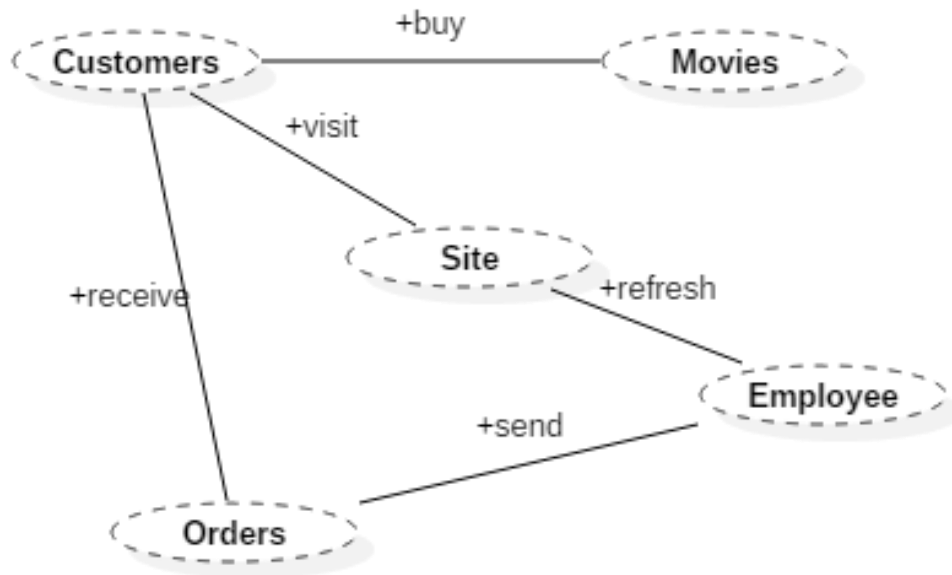 +buy
Customers
Movies
+visit
Site
+receive
+refresh
Employee
+send
Orders